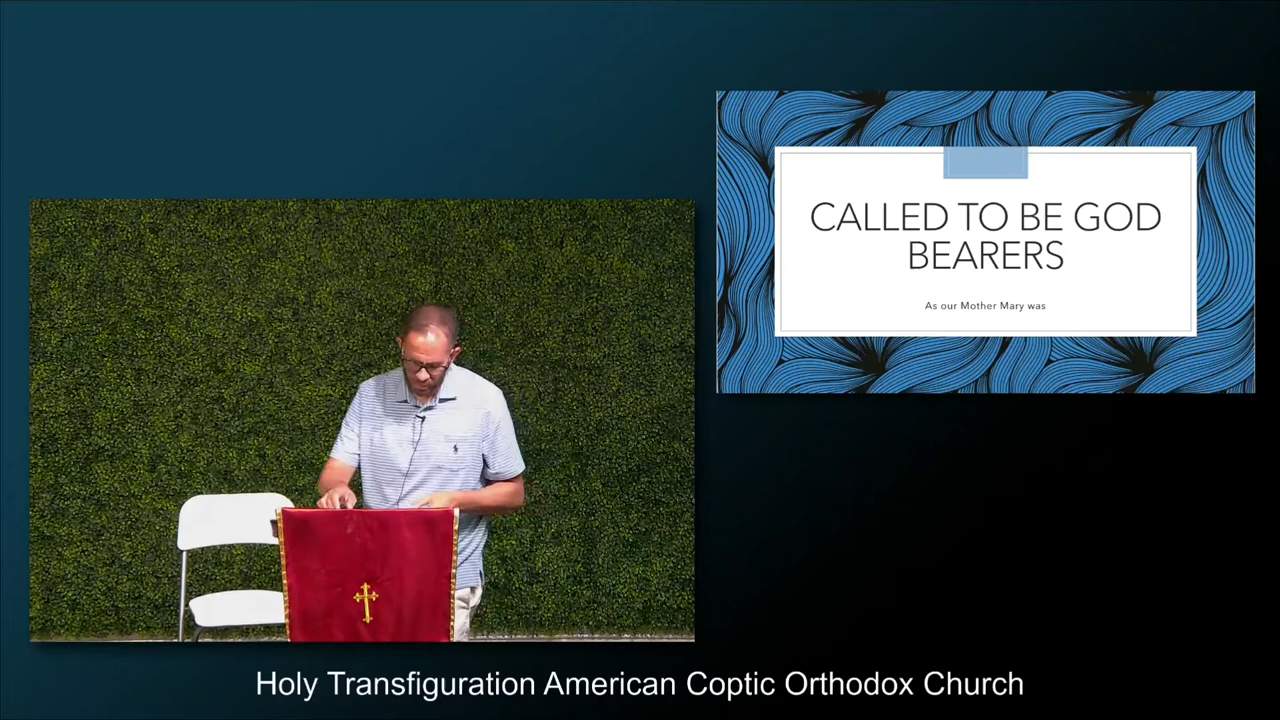 CALLED TO BE GOD
BEARERS
As our Mother Mary was
Holy Transfiguration American Coptic Orthodox Church